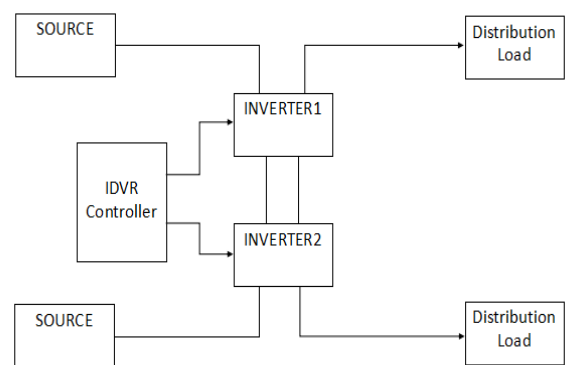 SOURCE
Distribution
Load
INVERTER1
IDVR
Controller
INVERTER2
SOURCE
Distribution
Load